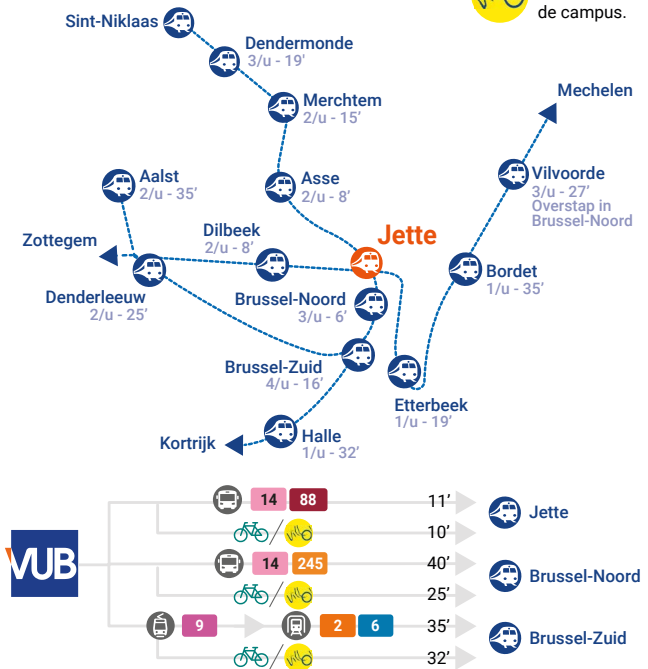 de campus.
Sint-Niklaas
Dendermonde
3/u - 19'
Merchtem
2/u - 15'
Mechelen
Aalst
2/u - 35'
Asse
2/u - 8'
Vilvoorde
3/u - 27'
Overstap in
Brussel-Noord
Zottegem
Dilbeek
2/u - 8'
Jette
Bordet
1/u - 35'
Denderleeuw
2/u - 25'
Brussel-Noord
3/u - 6'
Brussel-Zuid
4/u - 16'
Etterbeek
1/u - 19'
Kortrijk
Halle
1/u - 32'
VUB
14 88 11'
Jette
villo 10'
14 245 40'
Brussel-Noord
villo 25'
9 2 6 35'
Brussel-Zuid
villo 32'